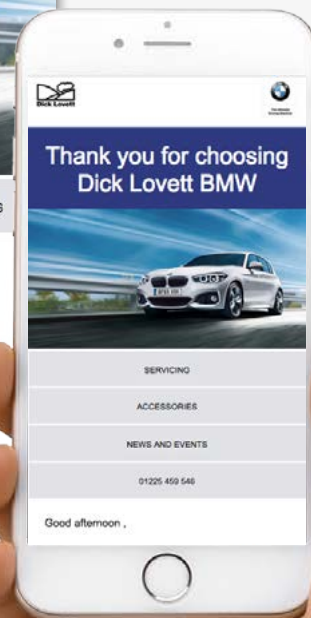 Dick Lovett
Thank you for choosing
Dick Lovett BMW
SERVICING
ACCESSORIES
NEWS AND EVENTS
01225 459 546
Good afternoon ,